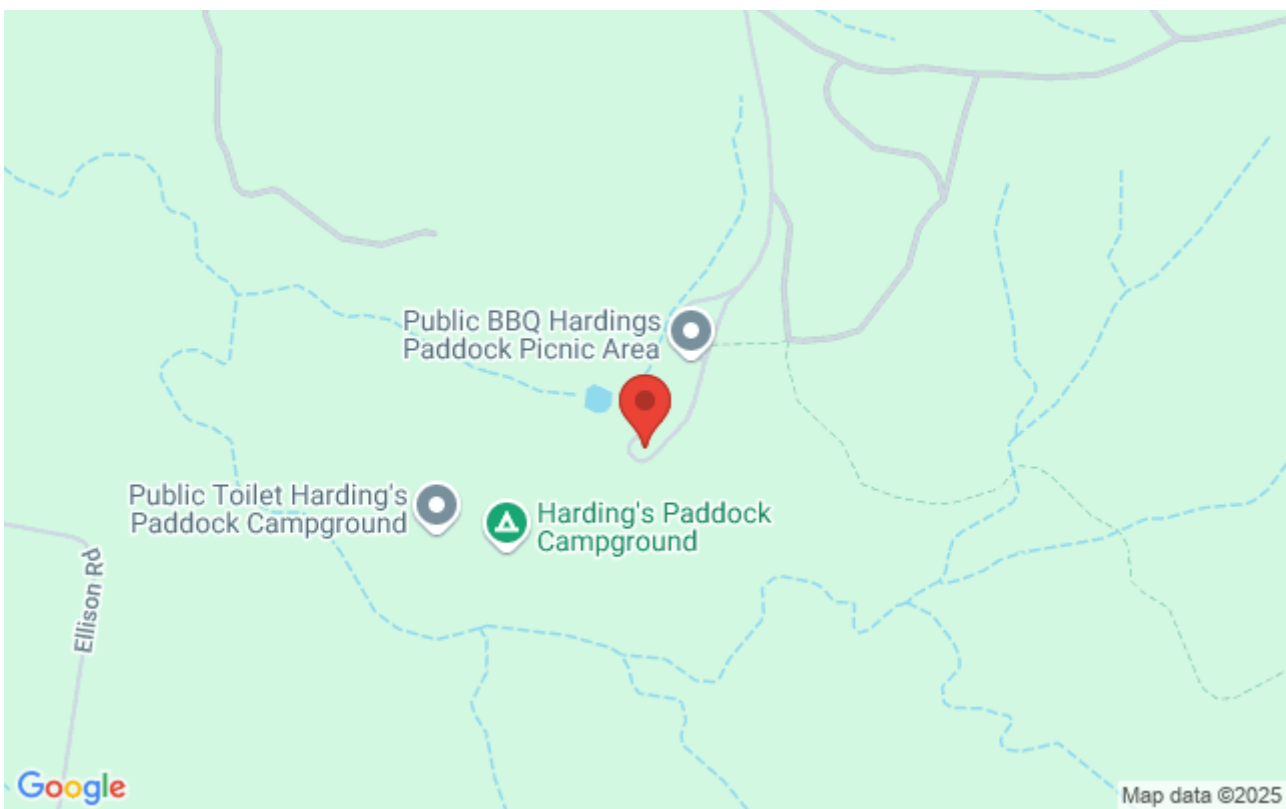 Public BBQ Hardings
Paddock Picnic Area
Public Toilet Harding's
Paddock Campground
Harding's Paddock
Campground
Ellison Rd
Google
Map data ©2025